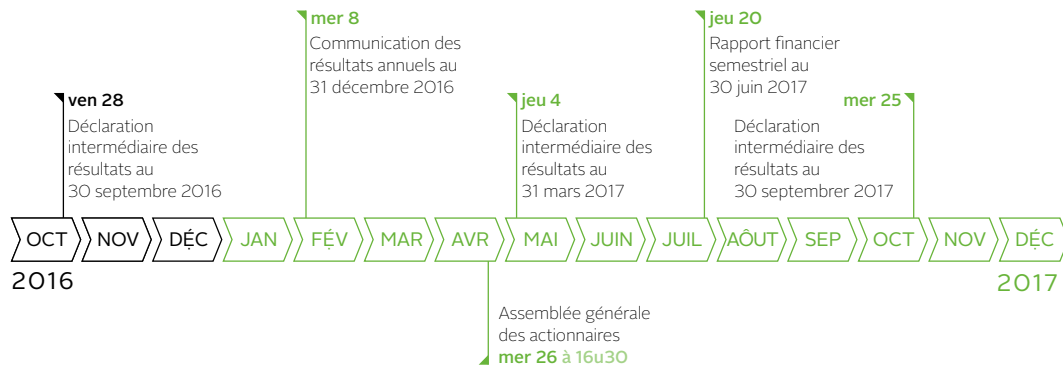 mer 8
Communication des
résultats annuels au
31 décembre 2016
jeu 20
Rapport financier
semestriel au
30 juin 2017
ven 28
Déclaration
intermédiaire des
résultats au
30 septembre 2016
jeu 4
Déclaration
intermédiaire des
résultats au
31 mars 2017
mer 25
Déclaration
intermédiaire des
résultats au
30 septembrer 2017
OCT NOV DÉC JAN FÉV MAR AVR MAI JUIN JUIL AÔUT SEP OCT NOV DÉC
2016 2017
Assemblée générale
des actionnaires
mer 26 à 16u30